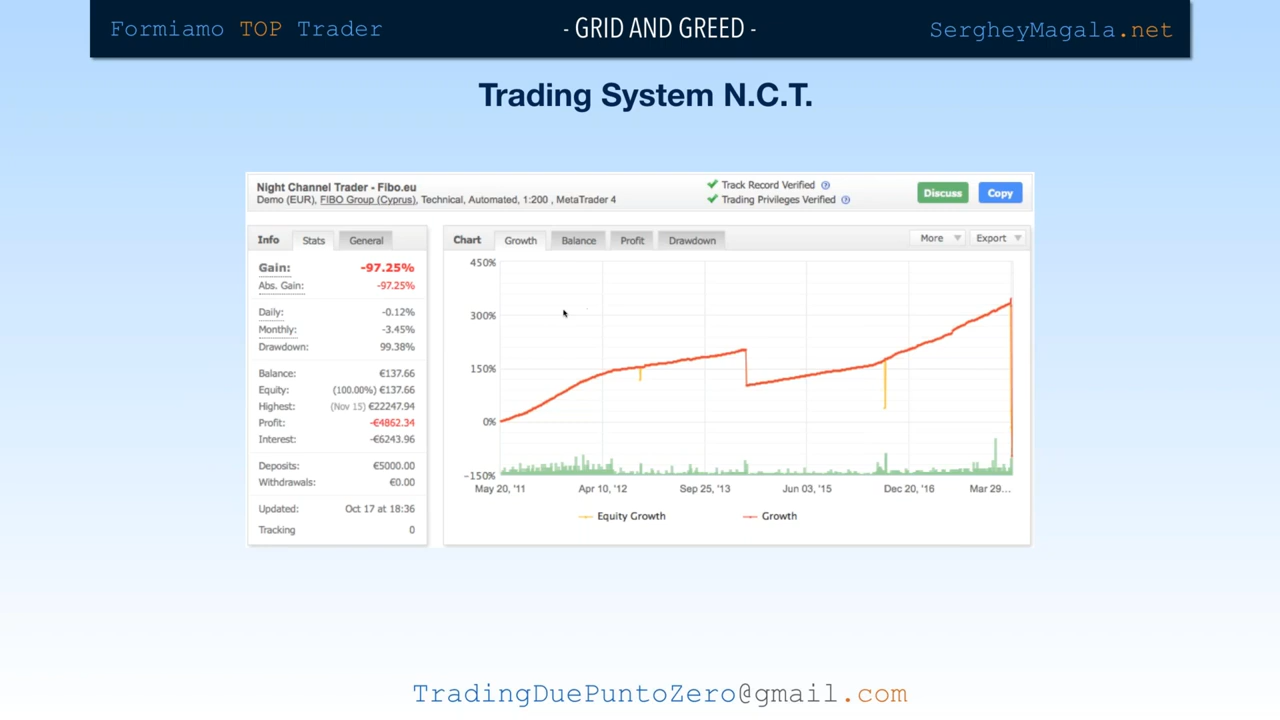 Formiamo TOP Trader
- GRID AND GREED -
SergheyMagala.net
Trading System N.C.T.
Night Channel Trader - Fibo.eu
Demo (EUR), FIBO Group (Cyprus), Technical, Automated, 1:200 , MetaTrader 4
Track Record Verified
Trading Privileges Verified
Discuss
Copy
Info
Stats
General
Gain: -97.25%
Abs. Gain: -97.25%
Daily: -0.12%
Monthly: -3.45%
Drawdown: 99.38%
Balance: €137.66
Equity: (100.00%) €137.66
Highest: (Nov 15) €22247.94
Profit: -€4862.34
Interest: -€6243.96
Deposits: €5000.00
Withdrawals: €0.00
Updated: Oct 17 at 18:36
Tracking 0
Chart
Growth
Balance
Profit
Drawdown
More
Export
450%
300%
150%
0%
-150%
May 20, '11
Apr 10, '12
Sep 25, '13
Jun 03, '15
Dec 20, '16
Mar 29...
Equity Growth
Growth
TradingDuePuntoZero@gmail.com